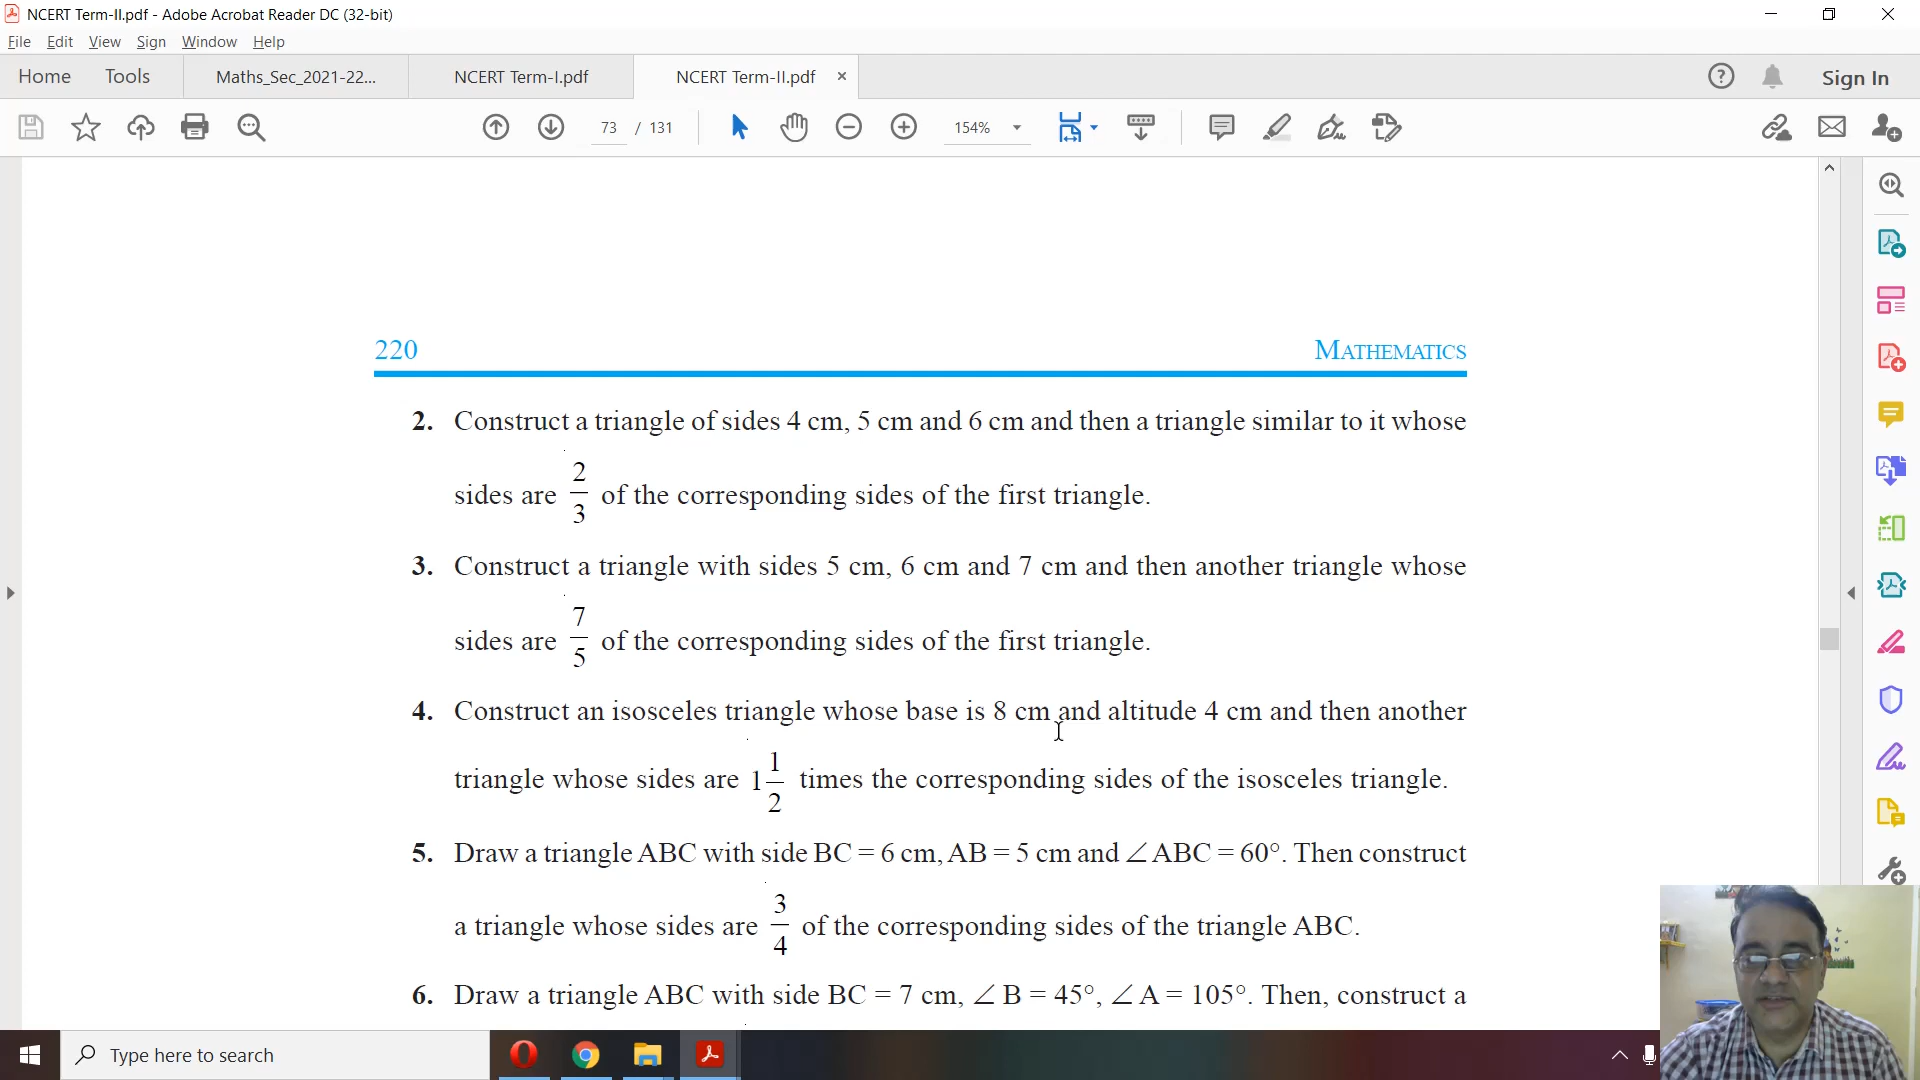 NCERT Term-II.pdf - Adobe Acrobat Reader DC (32-bit)
File Edit View Sign Window Help
Home Tools Maths_Sec_2021-22... NCERT Term-I.pdf NCERT Term-II.pdf × Sign In
73 / 131 154%
220 MATHEMATICS
2. Construct a triangle of sides 4 cm, 5 cm and 6 cm and then a triangle similar to it whose
sides are 2/3 of the corresponding sides of the first triangle.
3. Construct a triangle with sides 5 cm, 6 cm and 7 cm and then another triangle whose
sides are 7/5 of the corresponding sides of the first triangle.
4. Construct an isosceles triangle whose base is 8 cm and altitude 4 cm and then another
triangle whose sides are 1 1/2 times the corresponding sides of the isosceles triangle.
5. Draw a triangle ABC with side BC = 6 cm, AB = 5 cm and ∠ABC = 60°. Then construct
a triangle whose sides are 3/4 of the corresponding sides of the triangle ABC.
6. Draw a triangle ABC with side BC = 7 cm, ∠B = 45°, ∠A = 105°. Then, construct a
Type here to search